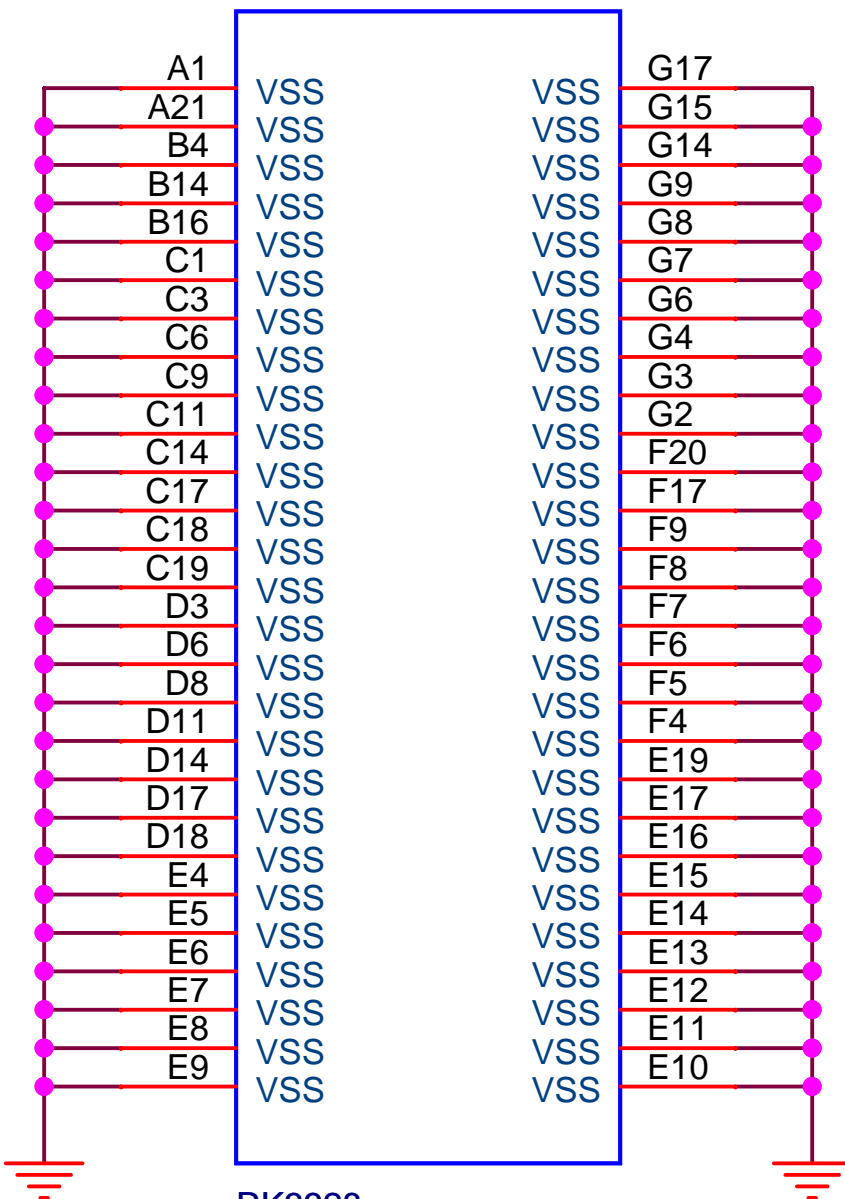 A1 VSS VSS G17
A21 VSS VSS G15
B4 VSS VSS G14
B14 VSS VSS G9
B16 VSS VSS G8
C1 VSS VSS G7
C3 VSS VSS G6
C6 VSS VSS G4
C9 VSS VSS G3
C11 VSS VSS G2
C14 VSS VSS F20
C17 VSS VSS F17
C18 VSS VSS F9
C19 VSS VSS F8
D3 VSS VSS F7
D6 VSS VSS F6
D8 VSS VSS F5
D11 VSS VSS F4
D14 VSS VSS E19
D17 VSS VSS E17
D18 VSS VSS E16
E4 VSS VSS E15
E5 VSS VSS E14
E6 VSS VSS E13
E7 VSS VSS E12
E8 VSS VSS E11
E9 VSS VSS E10